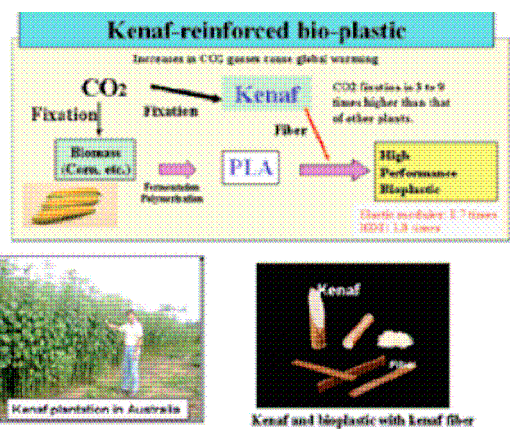 Kenaf-reinforced bio-plastic
Increases in CO2 gasses cause global warming
CO2
Kenaf
CO2 fixation is 3 to 9
times higher than that
of other plants.
Fixation
Fixation
Fiber
Biomass
(Corn, etc.)
PLA
High
Performance
Bioplastic
Fermentation
Polymerization
Kenaf
Fiber
Kenaf plantation in Australia
Kenaf and bioplastic with kenaf fiber